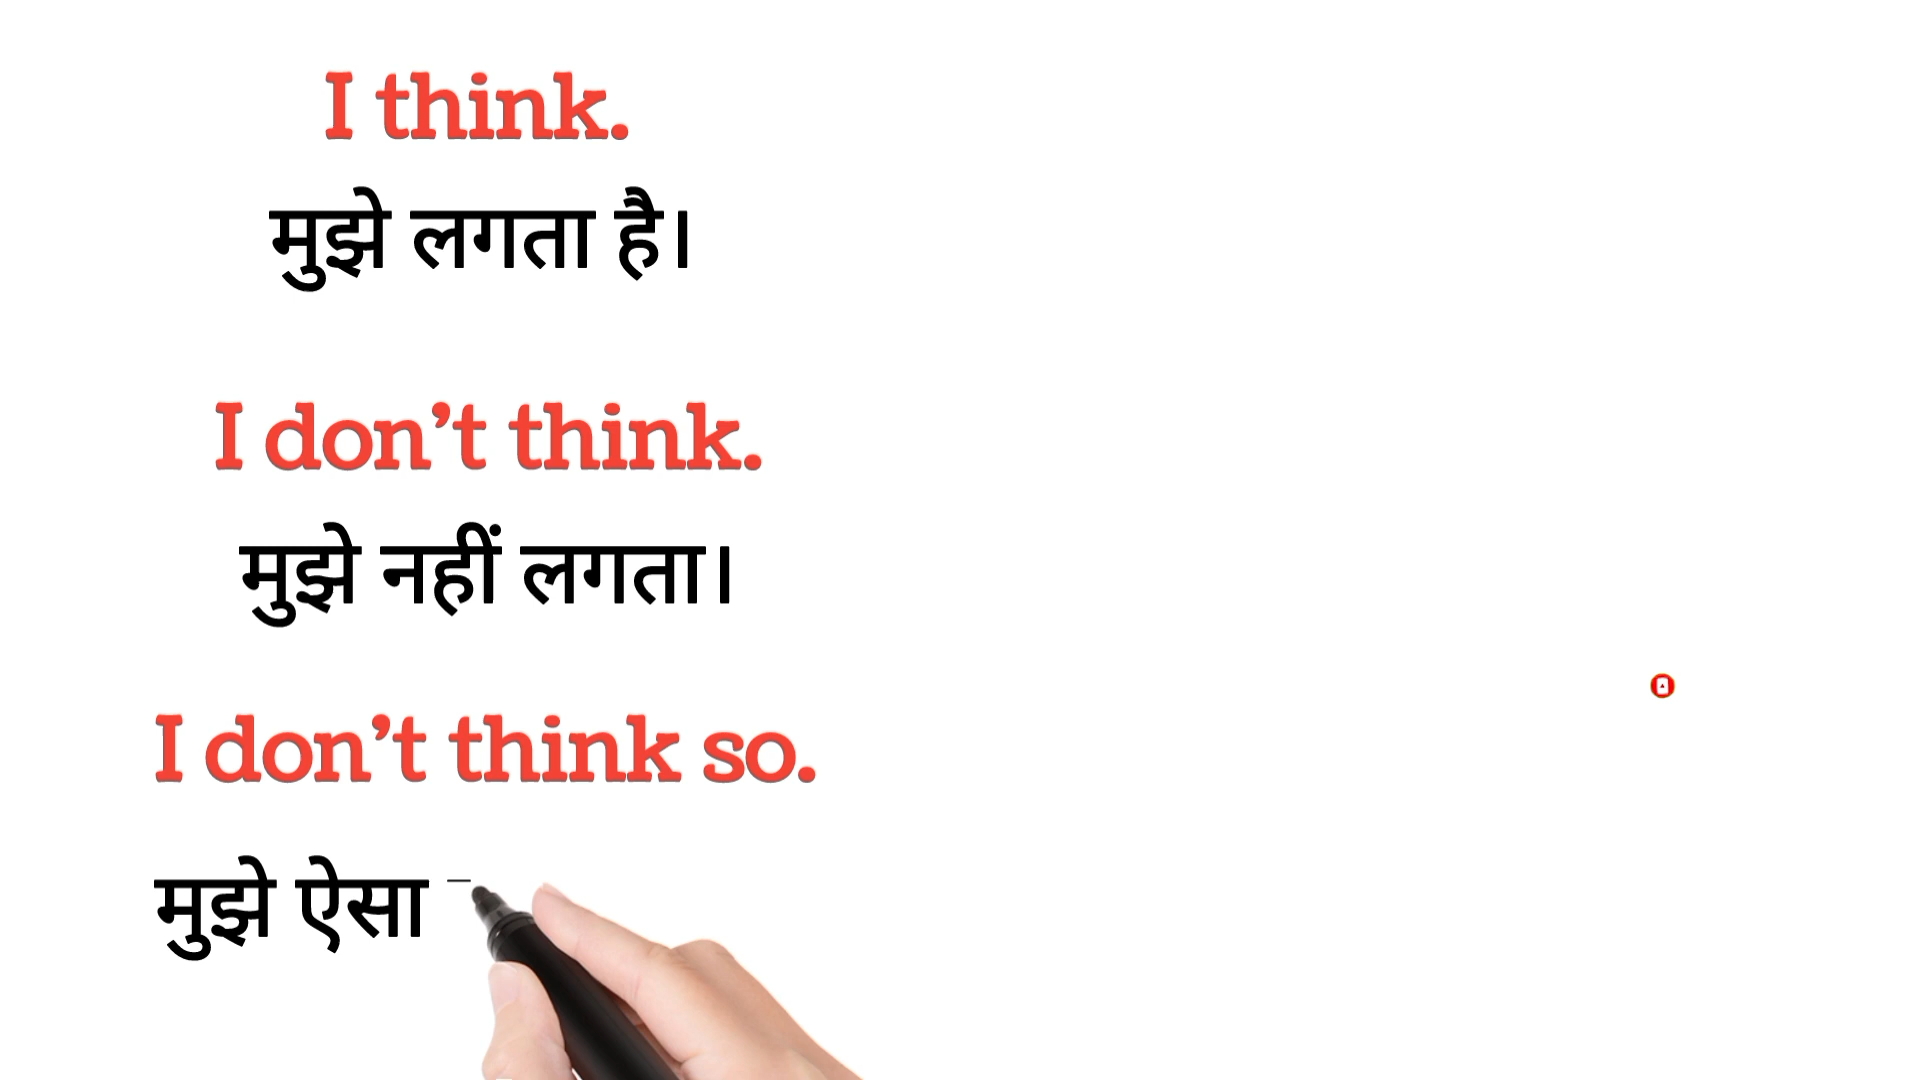 I think.
मुझे लगता है।
I don’t think.
मुझे नहीं लगता।
I don’t think so.
मुझे ऐसा